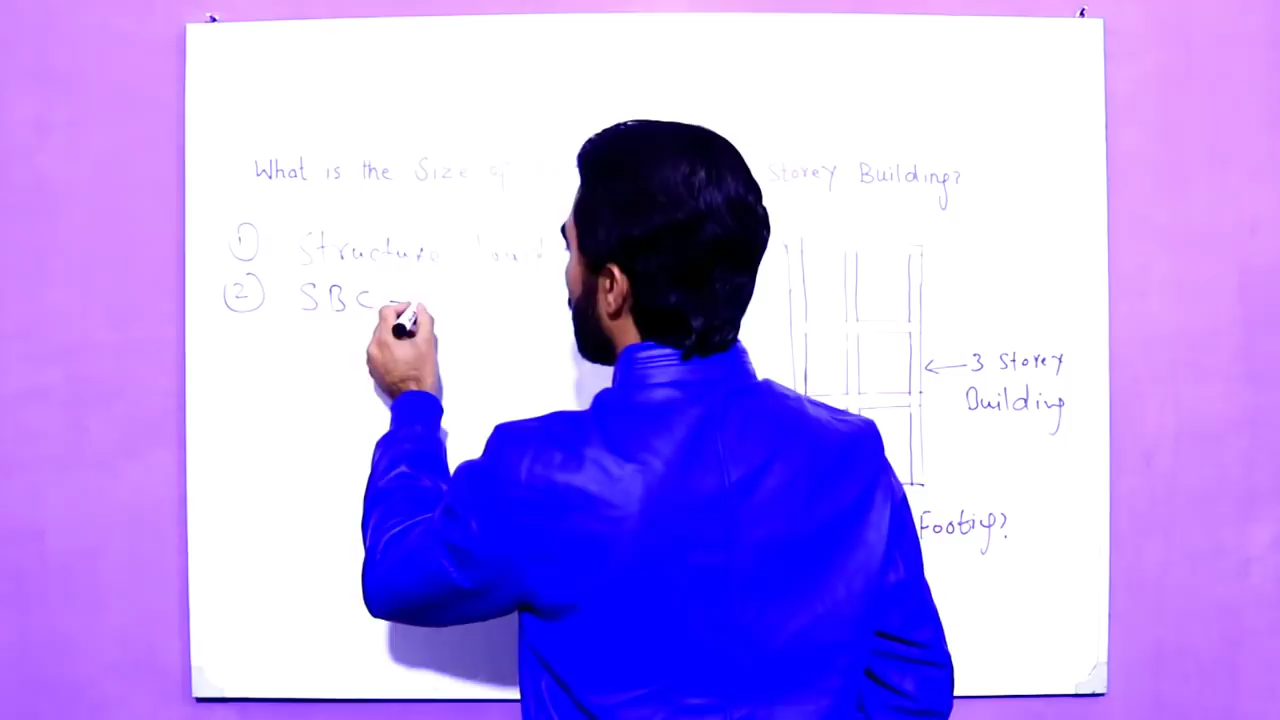 What is the Size of Storey Building?
① Structure
② SBC -
← 3 Storey
Building
Footing?